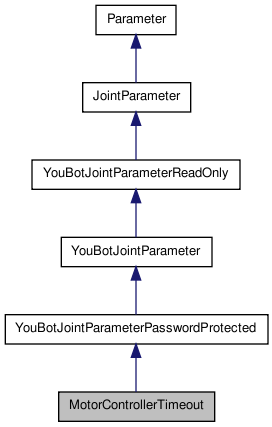 Parameter
JointParameter
YouBotJointParameterReadOnly
YouBotJointParameter
YouBotJointParameterPasswordProtected
MotorControllerTimeout